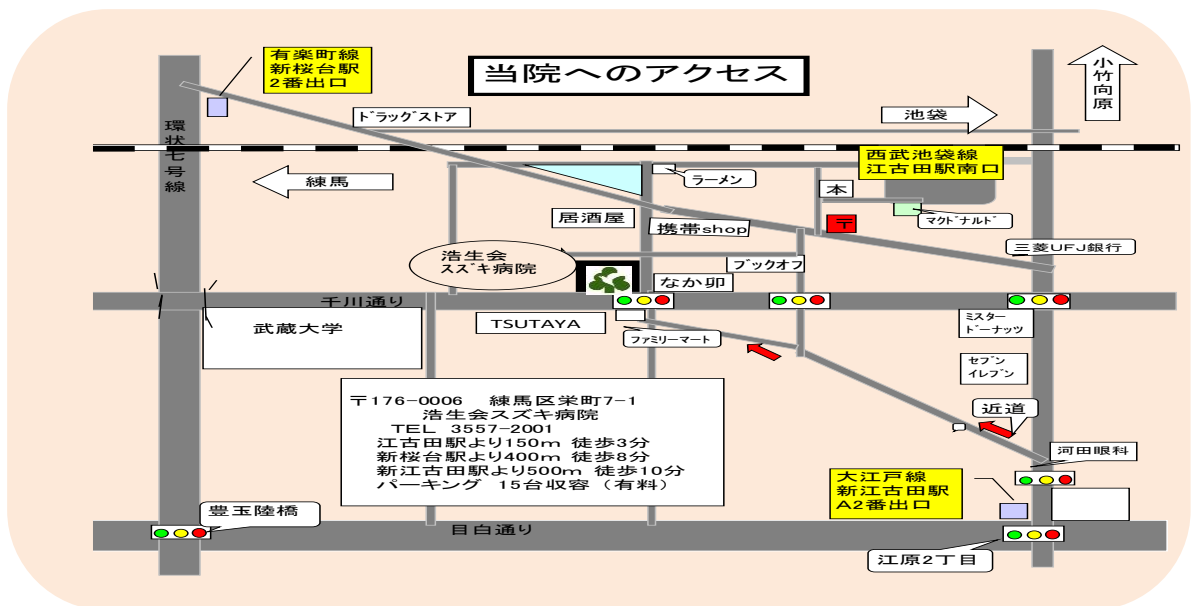 有楽町線
新桜台駅
2番出口
当院へのアクセス
小竹向原
ドラッグストア
池袋
環状七号線
西武池袋線
江古田駅南口
練馬
ラーメン
本
居酒屋
〒
マクドナルド
携帯shop
三菱UFJ銀行
浩生会
スズキ病院
ブックオフ
なか卯
千川通り
武蔵大学
TSUTAYA
ファミリーマート
ミスター
ドーナッツ
セブン
イレブン
〒176-0006 練馬区栄町7-1
浩生会スズキ病院
TEL 3557-2001
江古田駅より150m 徒歩3分
新桜台駅より400m 徒歩8分
新江古田駅より500m 徒歩10分
パーキング 15台収容（有料）
近道
河田眼科
大江戸線
新江古田駅
A2番出口
豊玉陸橋
目白通り
江原2丁目